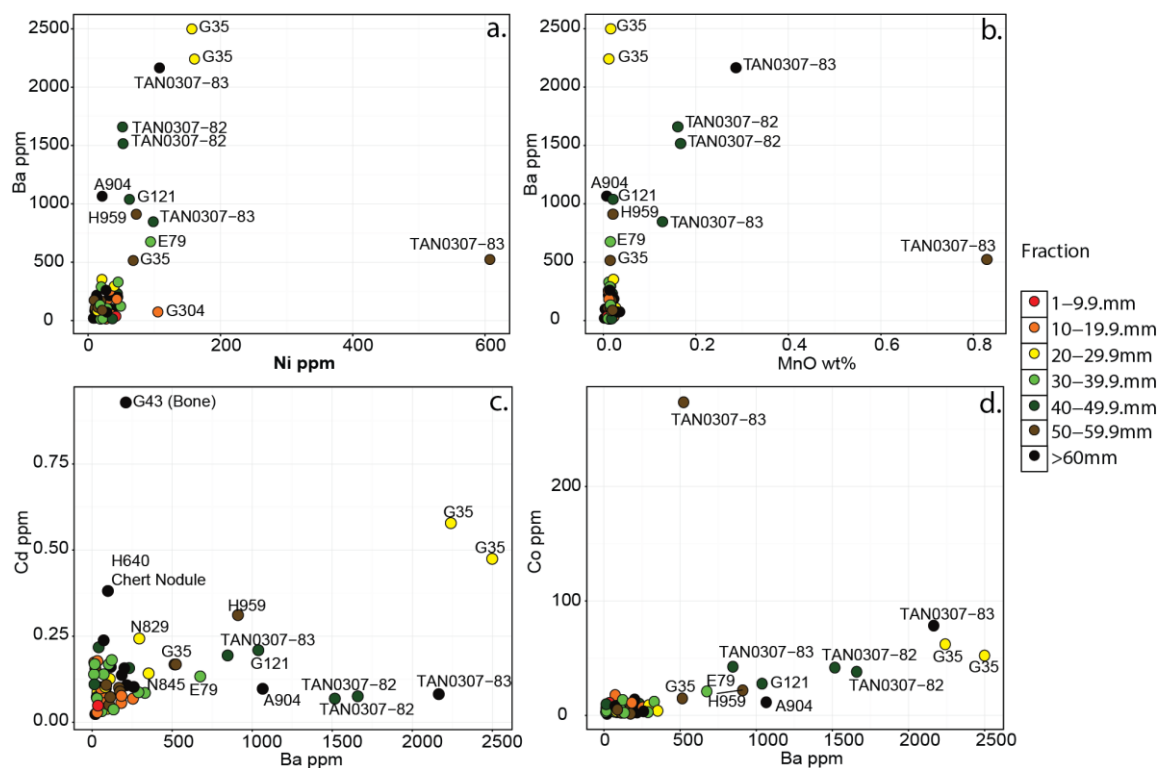 a.
2500
2000
1500
1000
500
0
Ba ppm
G35
G35
TAN0307−83
TAN0307−82
TAN0307−82
A904
G121
H959
TAN0307−83
E79
G35
TAN0307−83
G304
0
200
400
600
Ni ppm
b.
2500
2000
1500
1000
500
0
Ba ppm
G35
G35
TAN0307−83
TAN0307−82
TAN0307−82
A904
G121
H959
TAN0307−83
E79
G35
TAN0307−83
0.0
0.2
0.4
0.6
0.8
MnO wt%
c.
0.75
0.50
0.25
0.00
Cd ppm
G43 (Bone)
G35
G35
H640
Chert Nodule
H959
N829
TAN0307−83
G35
G121
N845
E79
A904
TAN0307−82
TAN0307−82
TAN0307−83
0
500
1000
1500
2000
2500
Ba ppm
d.
200
100
0
Co ppm
TAN0307−83
TAN0307−83
G35
G35
TAN0307−83
TAN0307−82
TAN0307−82
E79
G35
H959
G121
A904
0
500
1000
1500
2000
2500
Ba ppm
Fraction
1−9.9.mm
10−19.9.mm
20−29.9mm
30−39.9.mm
40−49.9.mm
50−59.9mm
>60mm